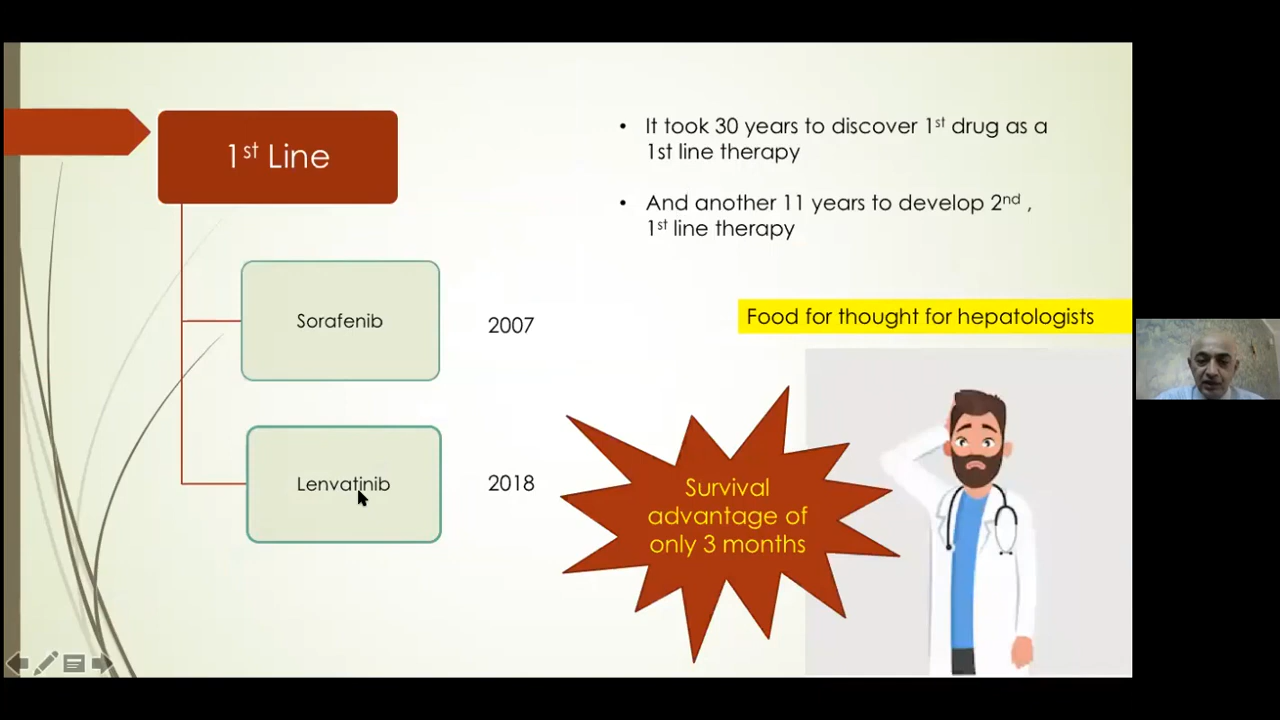 1st Line
Sorafenib
2007
Lenvatinib
2018
• It took 30 years to discover 1st drug as a
1st line therapy
• And another 11 years to develop 2nd ,
1st line therapy
Food for thought for hepatologists
Survival
advantage of
only 3 months